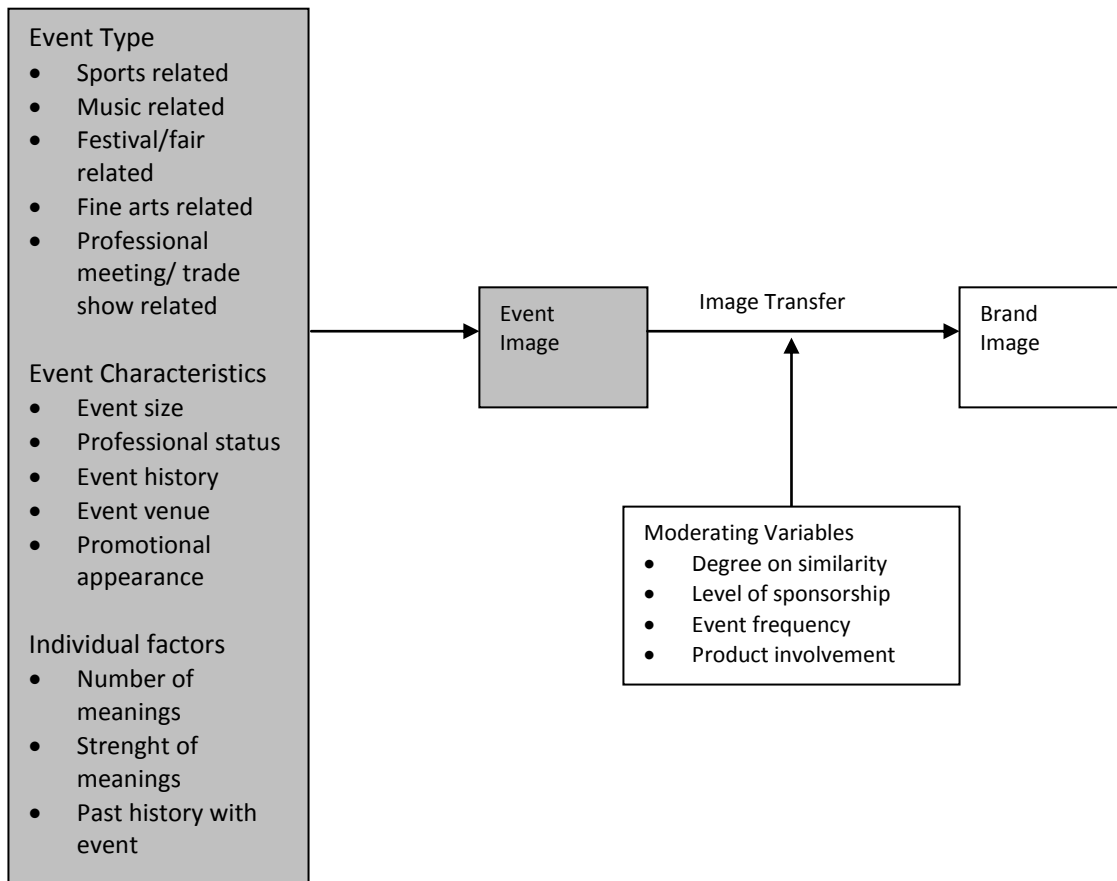 Event Type
• Sports related
• Music related
• Festival/fair
related
• Fine arts related
• Professional
meeting/ trade
show related
Event Characteristics
• Event size
• Professional status
• Event history
• Event venue
• Promotional
appearance
Individual factors
• Number of
meanings
• Strenght of
meanings
• Past history with
event
Event
Image
Image Transfer
Brand
Image
Moderating Variables
• Degree on similarity
• Level of sponsorship
• Event frequency
• Product involvement